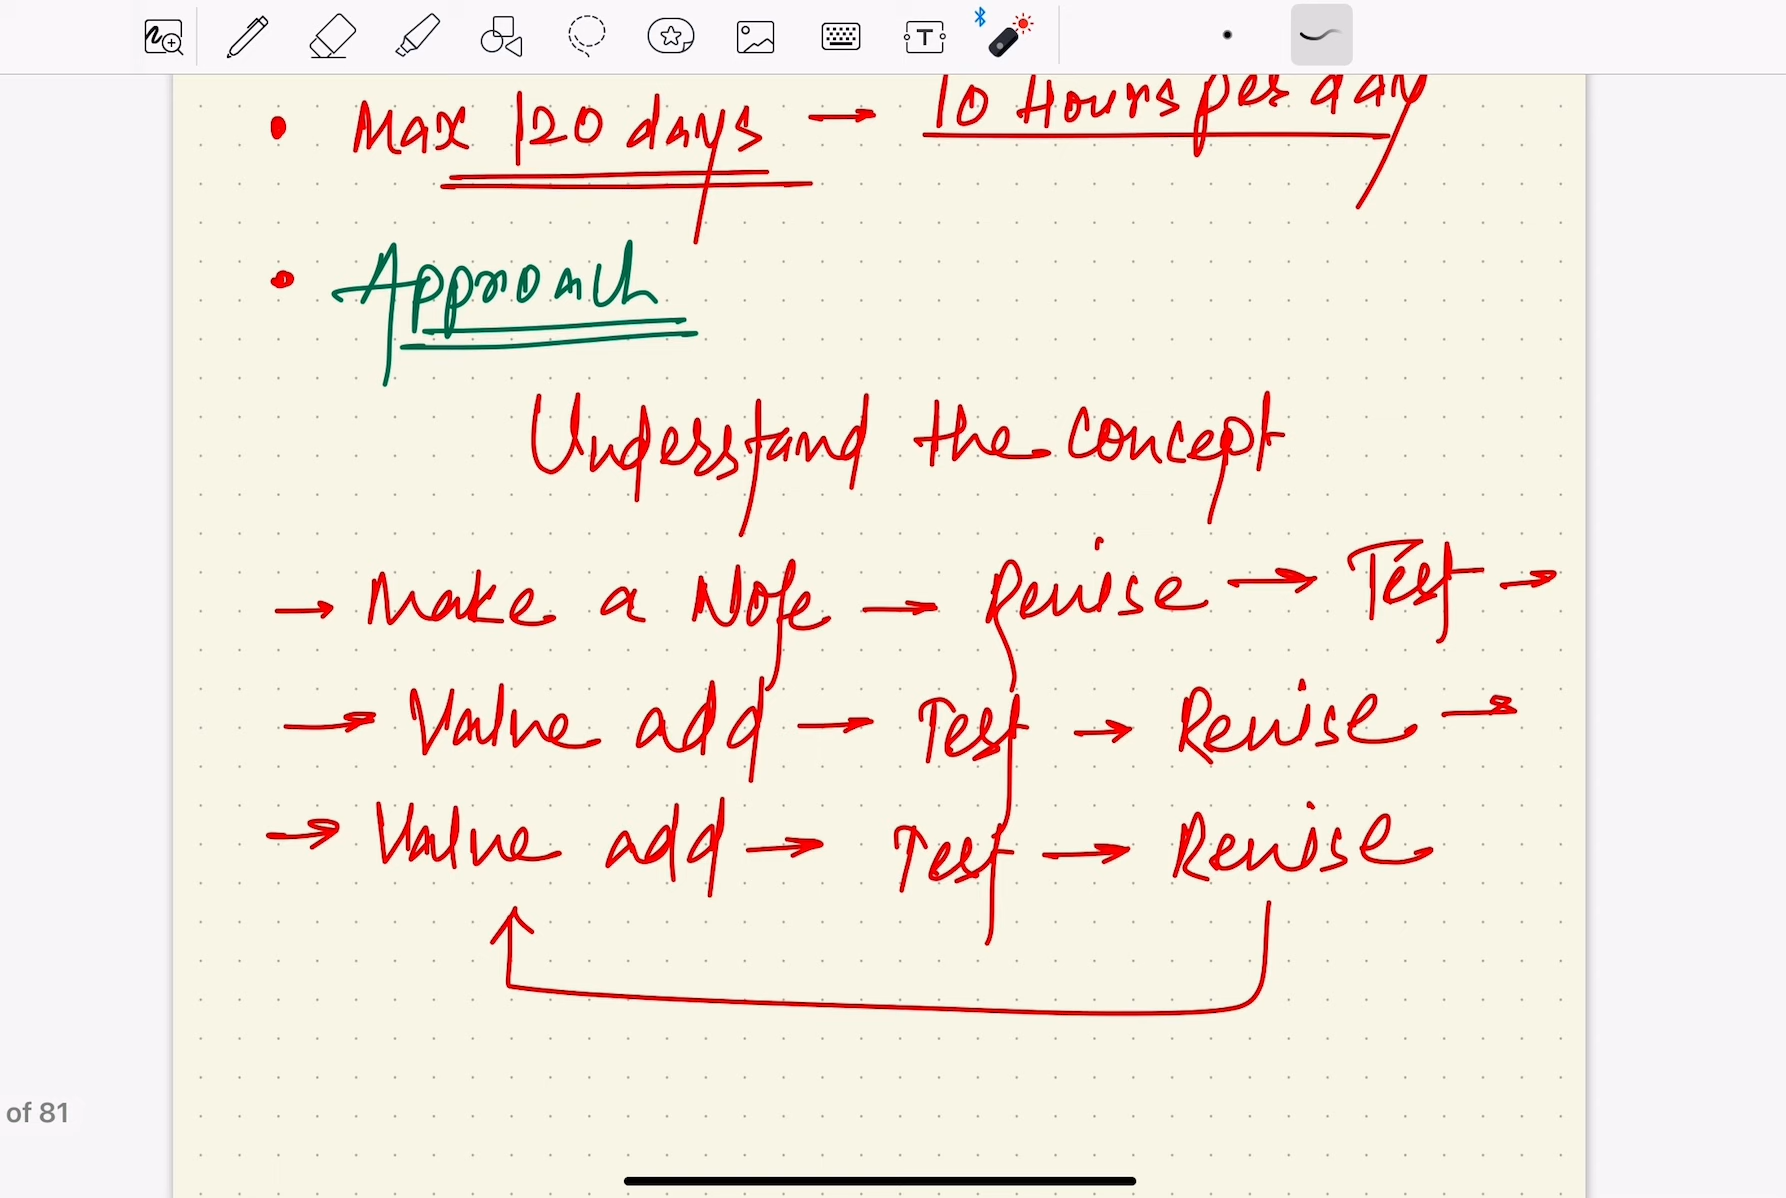 • Max 120 days → 10 Hours per day
• Approach
Understand the concept
→ Make a Note → Revise → Test →
→ Value add → Test → Revise →
→ Value add → Test → Revise
of 81